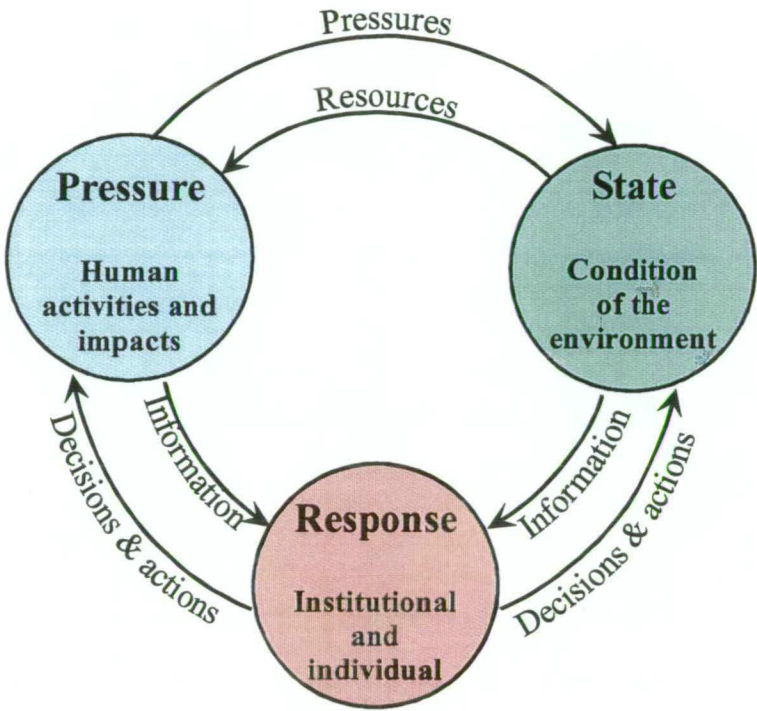 Pressures
Resources
Pressure
Human
activities and
impacts
State
Condition
of the
environment
Decisions & actions
Information
Information
Decisions & actions
Response
Institutional
and
individual